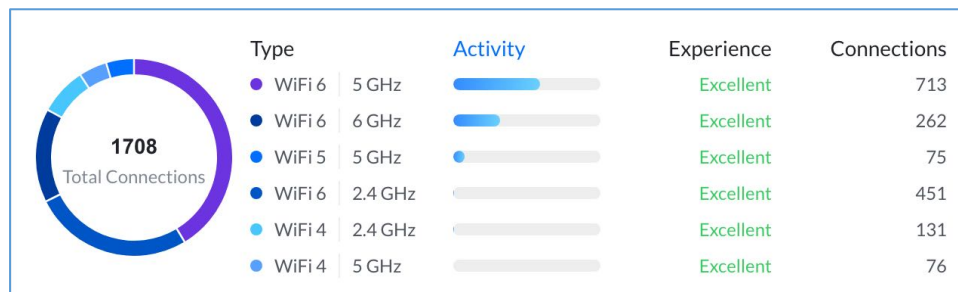 Type Activity Experience Connections
WiFi 6 5 GHz Excellent 713
WiFi 6 6 GHz Excellent 262
WiFi 5 5 GHz Excellent 75
WiFi 6 2.4 GHz Excellent 451
WiFi 4 2.4 GHz Excellent 131
WiFi 4 5 GHz Excellent 76
1708
Total Connections